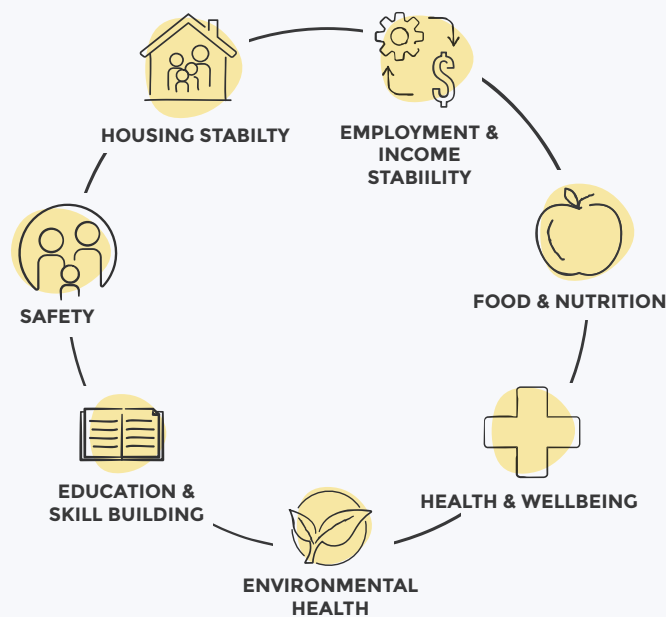 HOUSING STABILTY
EMPLOYMENT &
INCOME
STABIILITY
FOOD & NUTRITION
SAFETY
EDUCATION &
SKILL BUILDING
HEALTH & WELLBEING
ENVIRONMENTAL
HEALTH